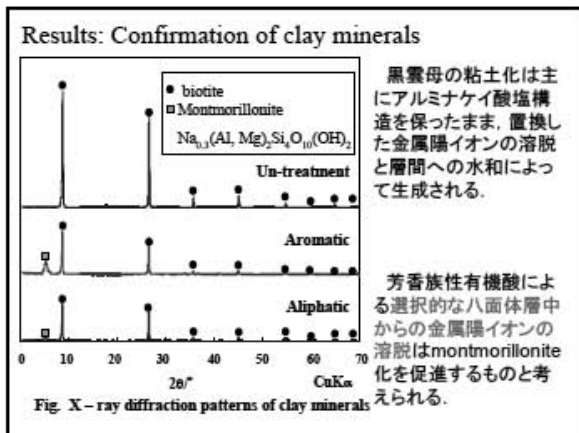 Results: Confirmation of clay minerals
biotite
Montmorillonite
Na0.3(Al, Mg)2Si4O10(OH)2
Un-treatment
Aromatic
Aliphatic
0 10 20 30 40 50 60 70
2θ/° CuKα
Fig. X – ray diffraction patterns of clay minerals
黒雲母の粘土化は主
にアルミナケイ酸塩構
造を保ったまま, 置換し
た金属陽イオンの溶脱
と層間への水和によっ
て生成される.
芳香族性有機酸によ
る選択的な八面体層中
からの金属陽イオンの
溶脱はmontmorillonite
化を促進するものと考
えられる.